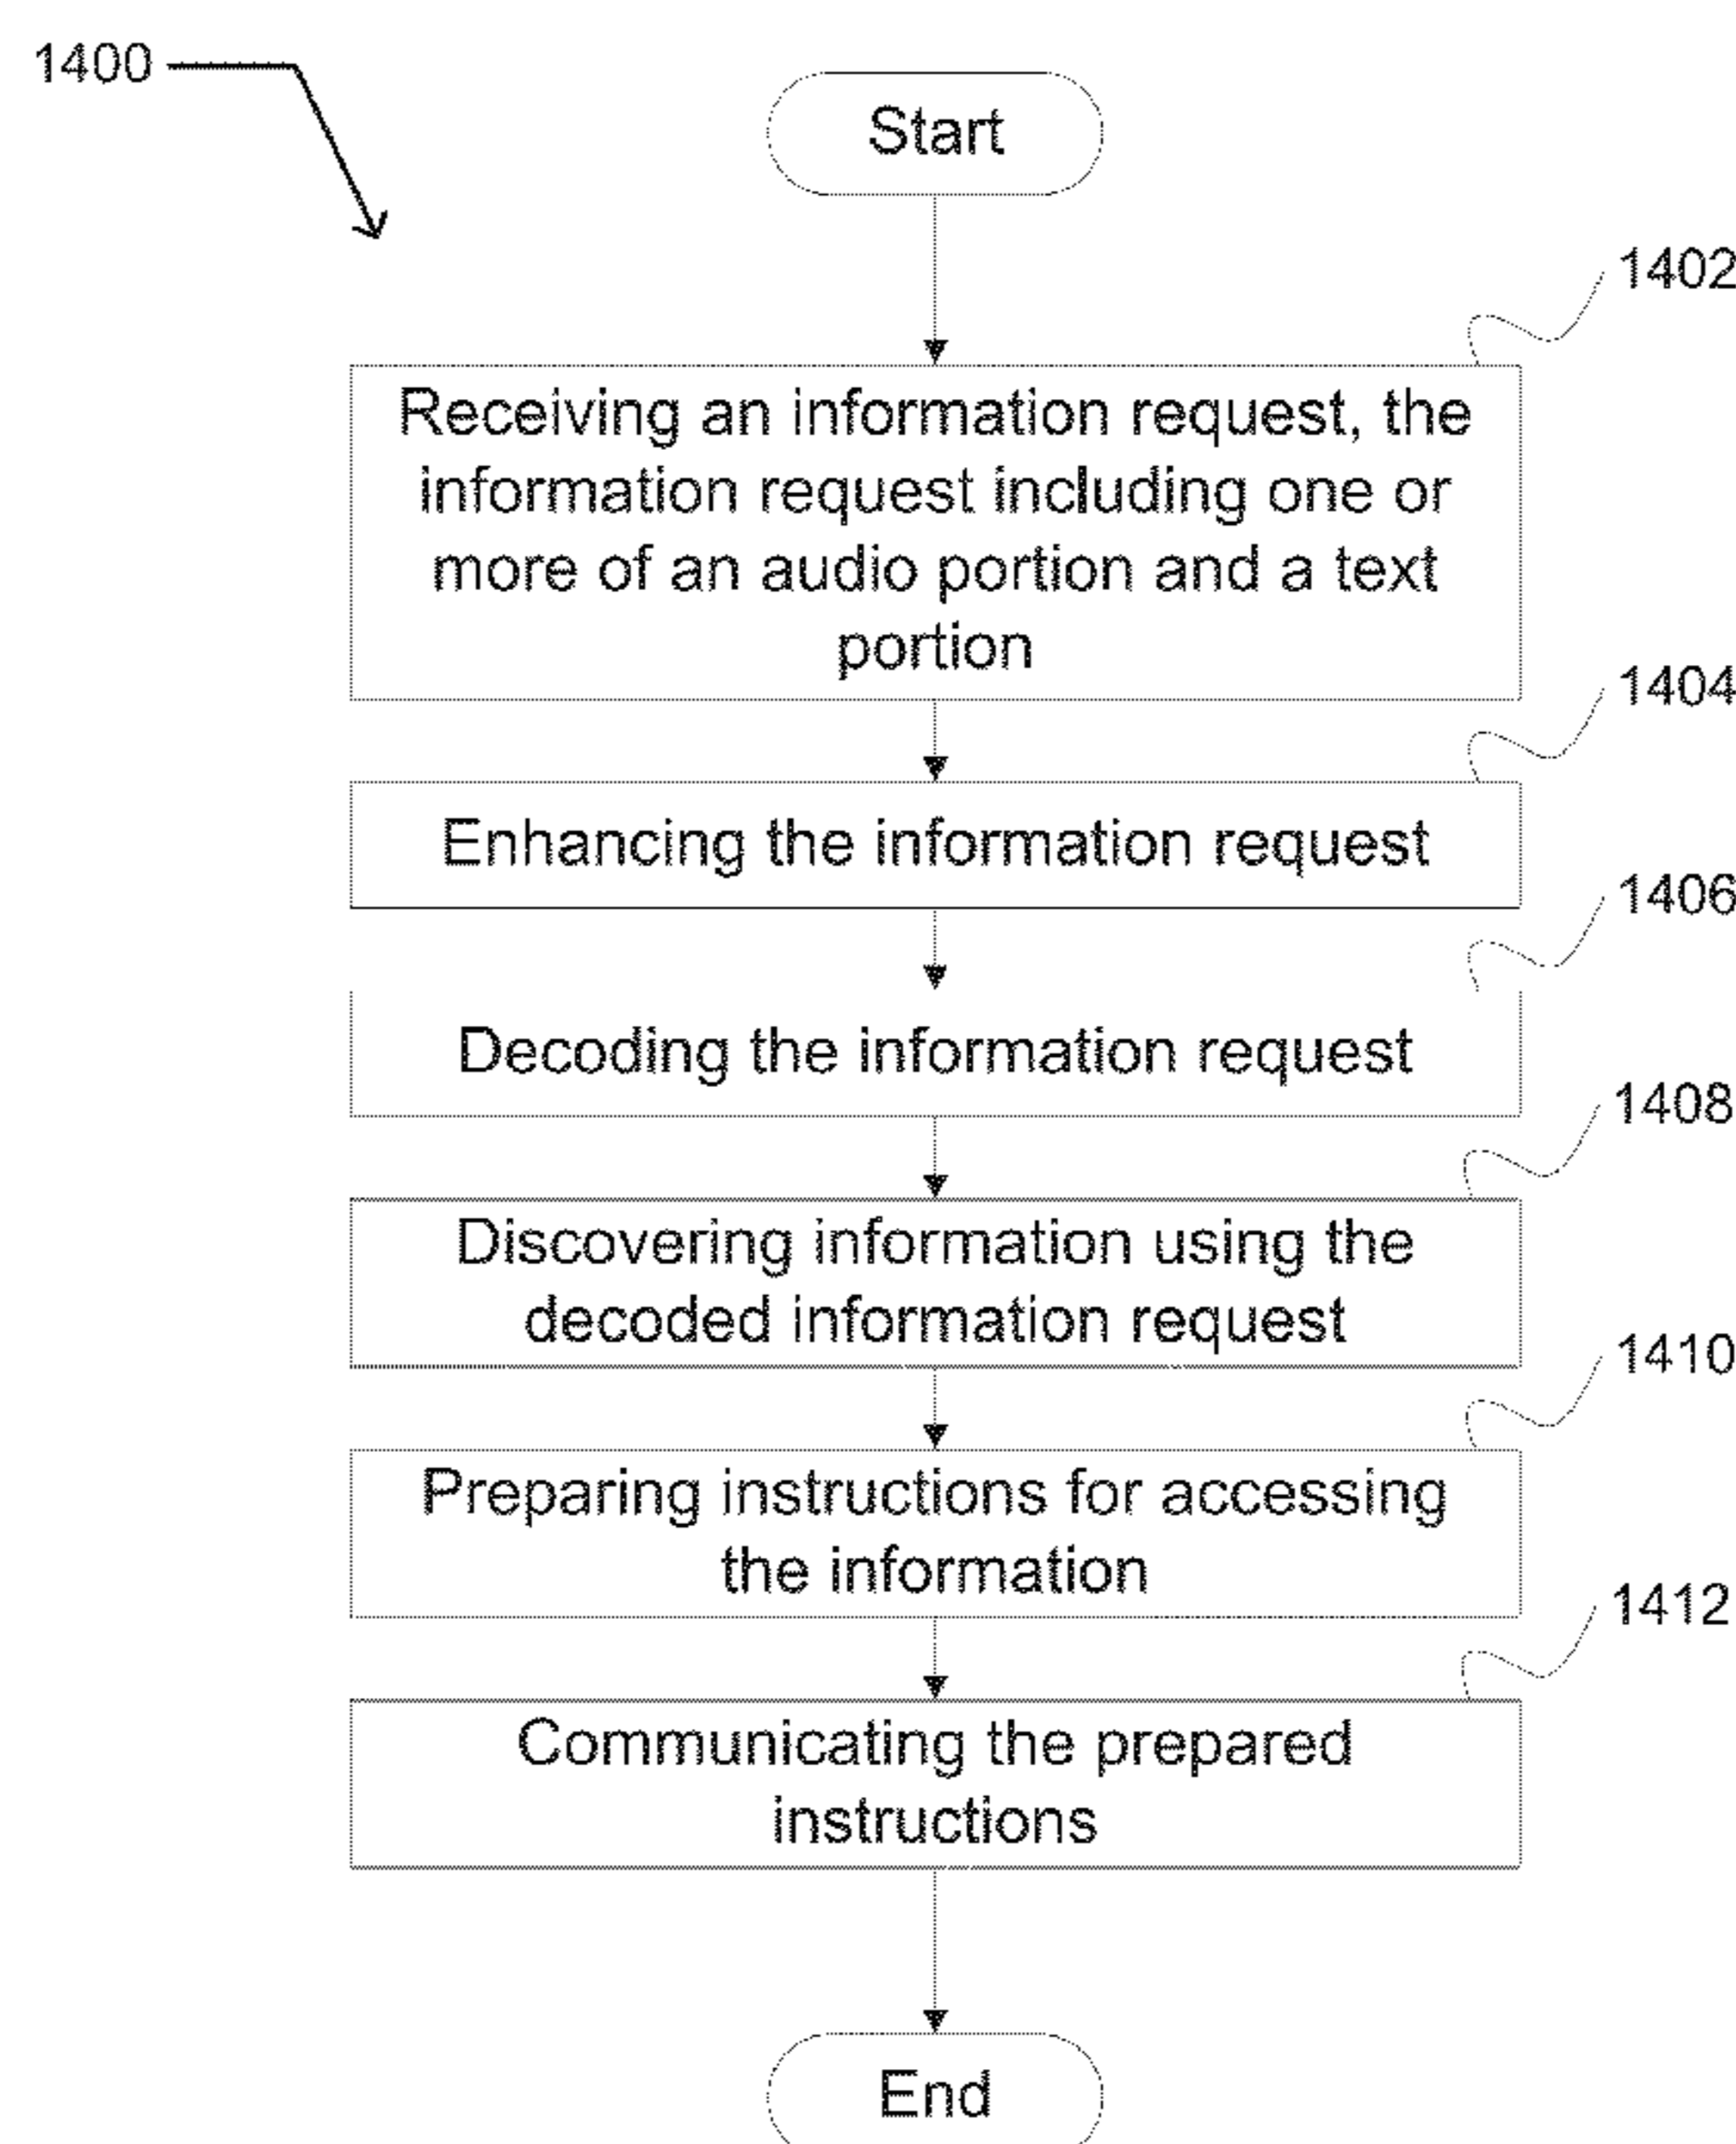 1400
Start
1402
Receiving an information request, the
information request including one or
more of an audio portion and a text
portion
1404
Enhancing the information request
1406
Decoding the information request
1408
Discovering information using the
decoded information request
1410
Preparing instructions for accessing
the information
1412
Communicating the prepared
instructions
End